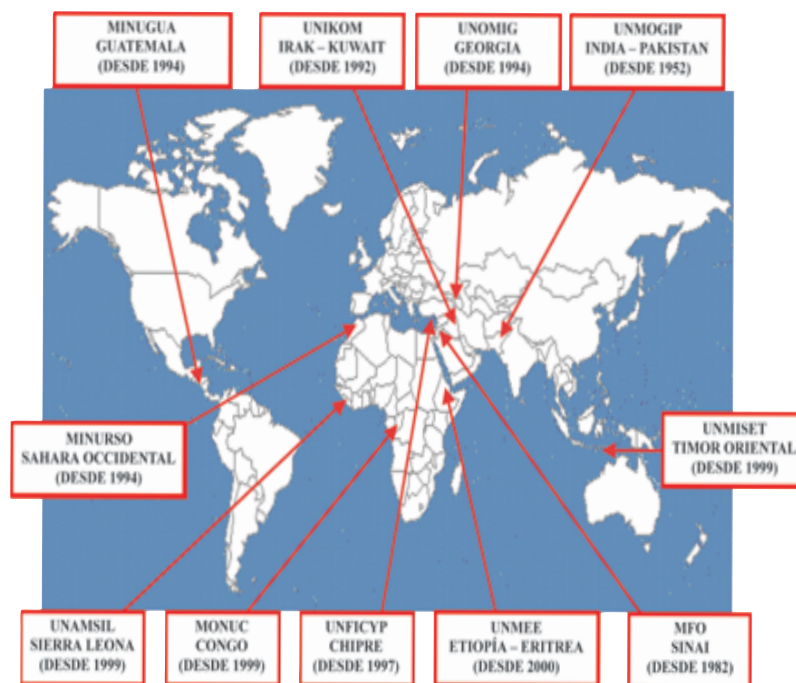 MINUGUA
GUATEMALA
(DESDE 1994)
UNIKOM
IRAK – KUWAIT
(DESDE 1992)
UNOMIG
GEORGIA
(DESDE 1994)
UNMOGIP
INDIA – PAKISTAN
(DESDE 1952)
MINURSO
SAHARA OCCIDENTAL
(DESDE 1994)
UNMISET
TIMOR ORIENTAL
(DESDE 1999)
UNAMSIL
SIERRA LEONA
(DESDE 1999)
MONUC
CONGO
(DESDE 1999)
UNFICYP
CHIPRE
(DESDE 1997)
UNMEE
ETIOPÍA – ERITREA
(DESDE 2000)
MFO
SINAI
(DESDE 1982)